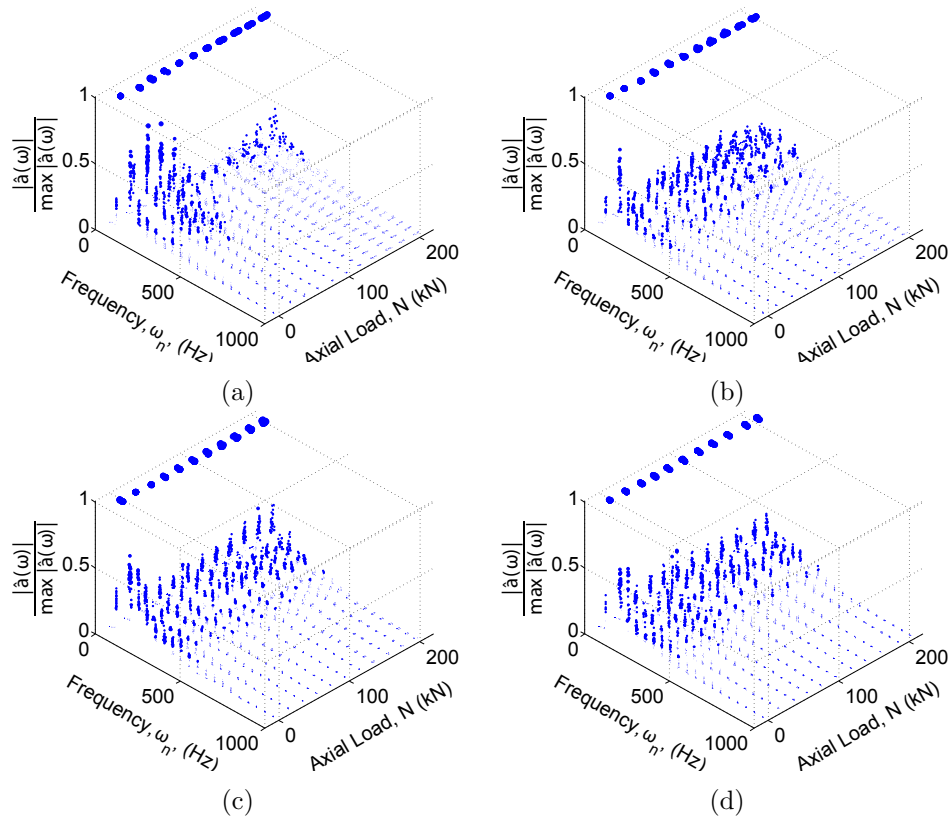 1
0.5
0
|â(ω)|
max |â(ω)|
0
500
1000
Frequency, ωₙ, (Hz)
0
100
200
Axial Load, N (kN)
(a)
1
0.5
0
|â(ω)|
max |â(ω)|
0
500
1000
Frequency, ωₙ, (Hz)
0
100
200
Axial Load, N (kN)
(b)
1
0.5
0
|â(ω)|
max |â(ω)|
0
500
1000
Frequency, ωₙ, (Hz)
0
100
200
Axial Load, N (kN)
(c)
1
0.5
0
|â(ω)|
max |â(ω)|
0
500
1000
Frequency, ωₙ, (Hz)
0
100
200
Axial Load, N (kN)
(d)